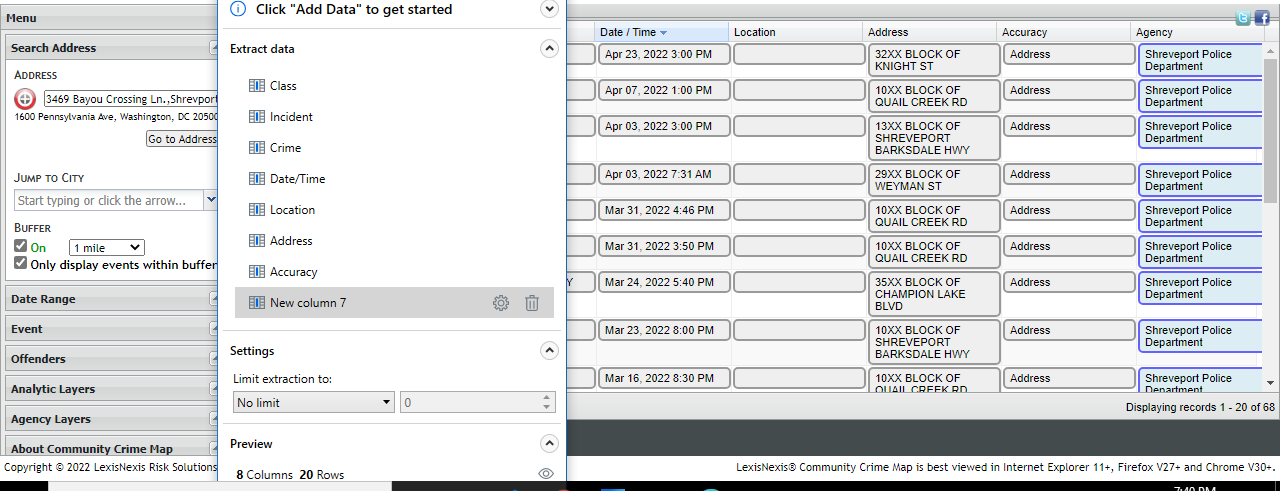 Menu
Search Address
ADDRESS
3469 Bayou Crossing Ln.,Shrevport
1600 Pennsylvania Ave, Washington, DC 20500
Go to Address
JUMP TO CITY
Start typing or click the arrow...
BUFFER
On
1 mile
Only display events within buffer
Date Range
Event
Offenders
Analytic Layers
Agency Layers
About Community Crime Map
Copyright © 2022 LexisNexis Risk Solutions
Click "Add Data" to get started
Extract data
Class
Incident
Crime
Date/Time
Location
Address
Accuracy
New column 7
Settings
Limit extraction to:
No limit
0
Preview
8 Columns 20 Rows
Date / Time Location Address Accuracy Agency
Apr 23, 2022 3:00 PM
32XX BLOCK OF
KNIGHT ST
Address
Shreveport Police
Department
Apr 07, 2022 1:00 PM
10XX BLOCK OF
QUAIL CREEK RD
Address
Shreveport Police
Department
Apr 03, 2022 3:00 PM
13XX BLOCK OF
SHREVEPORT
BARKSDALE HWY
Address
Shreveport Police
Department
Apr 03, 2022 7:31 AM
29XX BLOCK OF
WEYMAN ST
Address
Shreveport Police
Department
Mar 31, 2022 4:46 PM
10XX BLOCK OF
QUAIL CREEK RD
Address
Shreveport Police
Department
Mar 31, 2022 3:50 PM
10XX BLOCK OF
QUAIL CREEK RD
Address
Shreveport Police
Department
Y
Mar 24, 2022 5:40 PM
35XX BLOCK OF
CHAMPION LAKE
BLVD
Address
Shreveport Police
Department
Mar 23, 2022 8:00 PM
10XX BLOCK OF
SHREVEPORT
BARKSDALE HWY
Address
Shreveport Police
Department
Mar 16, 2022 8:30 PM
10XX BLOCK OF
QUAIL CREEK RD
Address
Shreveport Police
Department
Displaying records 1 - 20 of 68
LexisNexis® Community Crime Map is best viewed in Internet Explorer 11+, Firefox V27+ and Chrome V30+.